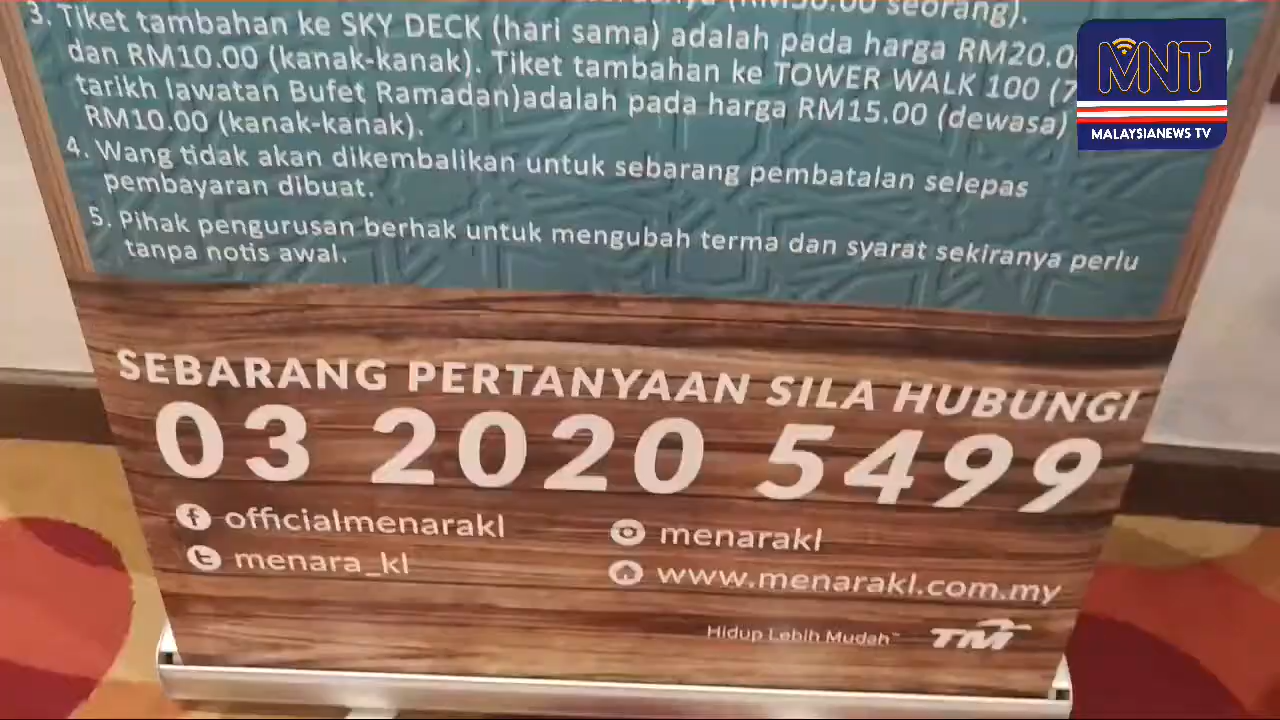 (RM50.00 seorang).
3. Tiket tambahan ke SKY DECK (hari sama) adalah pada harga RM20.0
dan RM10.00 (kanak-kanak). Tiket tambahan ke TOWER WALK 100 (7
tarikh lawatan Bufet Ramadan)adalah pada harga RM15.00 (dewasa)
RM10.00 (kanak-kanak).
4. Wang tidak akan dikembalikan untuk sebarang pembatalan selepas
pembayaran dibuat.
5. Pihak pengurusan berhak untuk mengubah terma dan syarat sekiranya perlu
tanpa notis awal.
MNT
MALAYSIANEWS TV
SEBARANG PERTANYAAN SILA HUBUNGI
03 2020 5499
officialmenarakl
menarakl
menara_kl
www.menarakl.com.my
Hidup Lebih Mudah™
TM